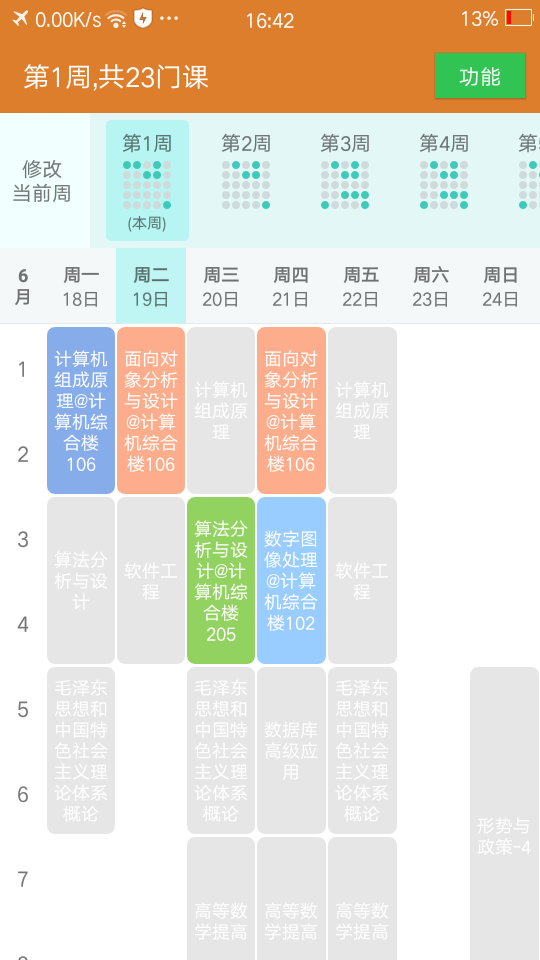 0.00K/s
16:42
13%
第1周,共23门课
功能
修改
当前周
第1周
(本周)
第2周
第3周
第4周
6
月
周一
18日
周二
19日
周三
20日
周四
21日
周五
22日
周六
23日
周日
24日
1
2
计算机
组成原
理@计
算机综
合楼
106
面向对
象分析
与设计
@计算
机综合
楼106
计算机
组成原
理
面向对
象分析
与设计
@计算
机综合
楼106
计算机
组成原
理
3
4
算法分
析与设
计
软件工
程
算法分
析与设
计@计
算机综
合楼
205
数字图
像处理
@计算
机综合
楼102
软件工
程
5
6
毛泽东
思想和
中国特
色社会
主义理
论体系
概论
毛泽东
思想和
中国特
色社会
主义理
论体系
概论
数据库
高级应
用
毛泽东
思想和
中国特
色社会
主义理
论体系
概论
形势与
政策-4
7
高等数
学提高
高等数
学提高
高等数
学提高